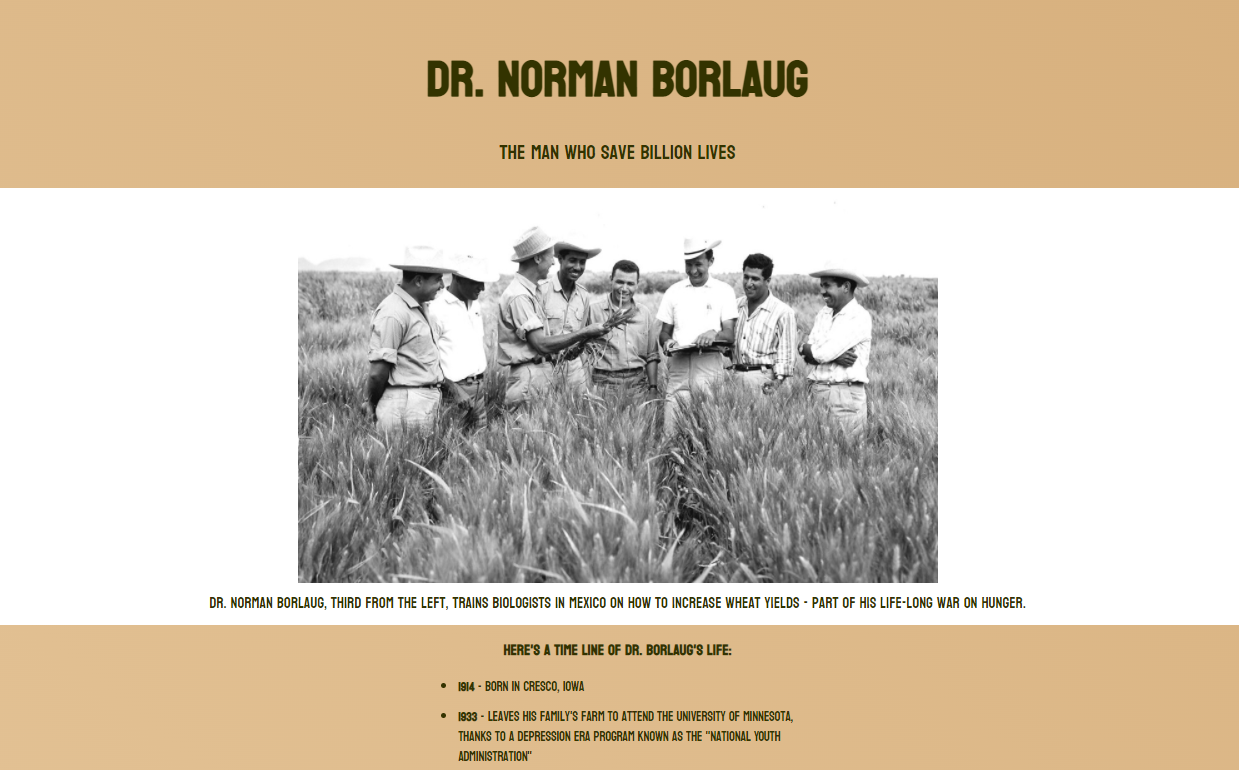 DR. NORMAN BORLAUG
THE MAN WHO SAVE BILLION LIVES
DR. NORMAN BORLAUG, THIRD FROM THE LEFT, TRAINS BIOLOGISTS IN MEXICO ON HOW TO INCREASE WHEAT YIELDS - PART OF HIS LIFE-LONG WAR ON HUNGER.
HERE'S A TIME LINE OF DR. BORLAUG'S LIFE:
• 1914 - BORN IN CRESCO, IOWA
• 1933 - LEAVES HIS FAMILY'S FARM TO ATTEND THE UNIVERSITY OF MINNESOTA,
THANKS TO A DEPRESSION ERA PROGRAM KNOWN AS THE "NATIONAL YOUTH
ADMINISTRATION"